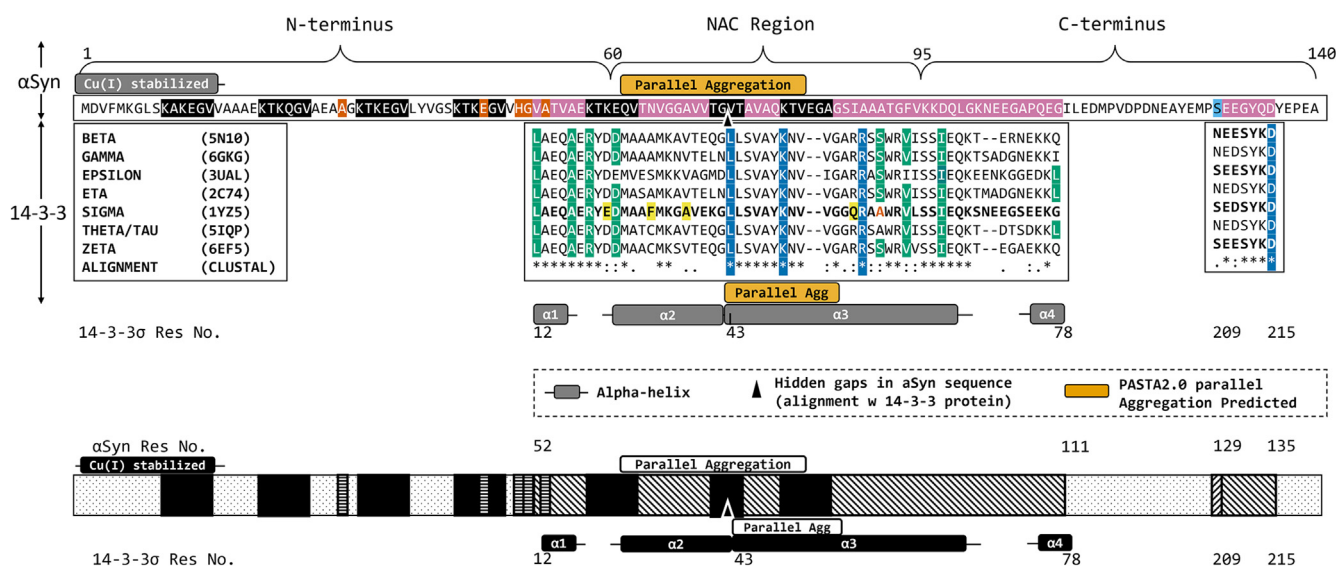 N-terminus NAC Region C-terminus
1 60 95 140
αSyn
Cu(I) stabilized Parallel Aggregation
MDVFMKGLSKAKEGVVAAAEKTKQGVAEAAGKTKEGVLYVGSKTKEGVVHGVATVAEKTKEQVTNVGGAVVTGVTAVAQKTVEGAGSIAAATGFVKKDQLGKNEEGAPQEGILEDMPVDPDNEAYEMPSEEGYQDYEPEA
14-3-3
BETA (5N10) LAEQAERYDDMAAAMKAVTEQGLLSVAYKNV--VGARRSSWRVISSIEQKT--ERNEKKQ NEESYKD
GAMMA (6GKG) LAEQAERYDDMAAAMKNVTELNLLSVAYKNV--VGARRSSWRVISSIEQKTSADGNEKKI NEDSYKD
EPSILON (3UAL) LAEQAERYDEMVESMKKVAGMDLLSVAYKNV--IGARRASWRIISSIEQKEENKGGEDKL SEESYKD
ETA (2C74) LAEQAERYDDMASAMKAVTELNLLSVAYKNV--VGARRSSWRVISSIEQKTMADGNEKKL NEDSYKD
SIGMA (1YZ5) LAEQAERYEDMAAFMKGAVEKGLLSVAYKNV--VGGQRAAWRVLSSIEQKSNEEGSEEKG SEDSYKD
THETA/TAU (5IQP) LAEQAERYDDMATCMKAVTEQGLLSVAYKNV--VGGRRSAWRVISSIEQKT-DTSDKKL NEDSYKD
ZETA (6EF5) LAEQAERYDDMAACMKSVTEQGLLSVAYKNV--VGARRSSWRVVSSIEQKT--EGAEKKQ SEESYKD
ALIGNMENT (CLUSTAL)
Parallel Agg
α1 α2 α3 α4
14-3-3σ Res No. 12 43 78 209 215
Alpha-helix
Hidden gaps in aSyn sequence
(alignment w 14-3-3 protein)
PASTA2.0 parallel
Aggregation Predicted
αSyn Res No. 52 111 129 135
Cu(I) stabilized Parallel Aggregation
Parallel Agg
α1 α2 α3 α4
14-3-3σ Res No. 12 43 78 209 215